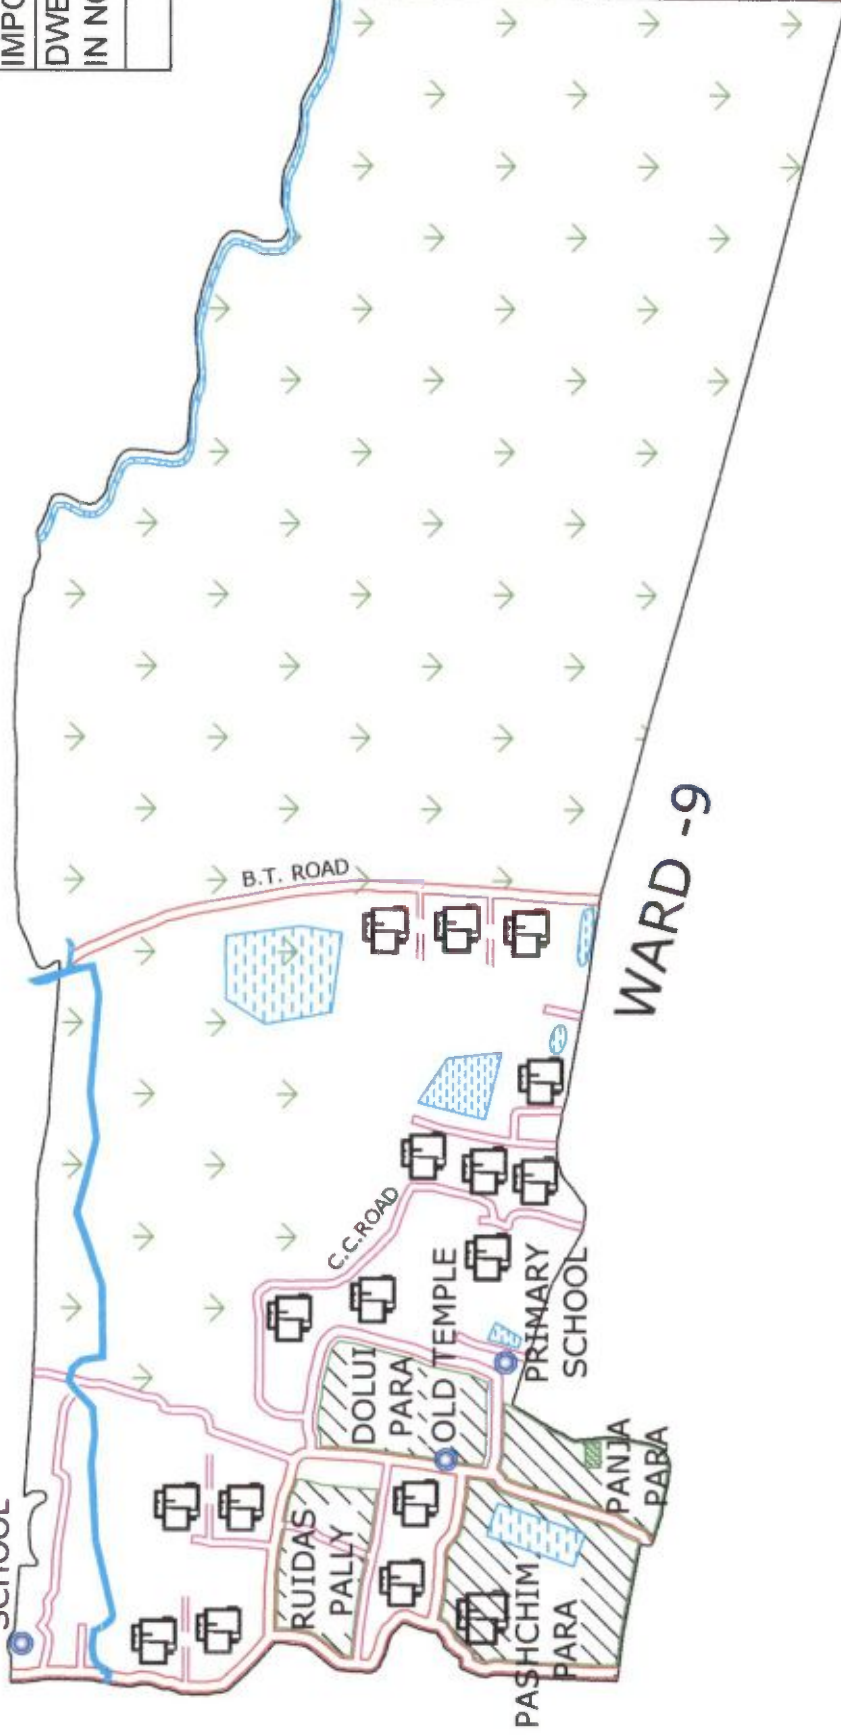 IMPO
DWE
IN NO
B.T. ROAD
WARD -9
C.C.ROAD
OLD TEMPLE
PRIMARY
SCHOOL
DOLUI
PARA
PANJA
PARA
RUIDAS
PALLY
PASHCHIM
PARA
SCHOOL